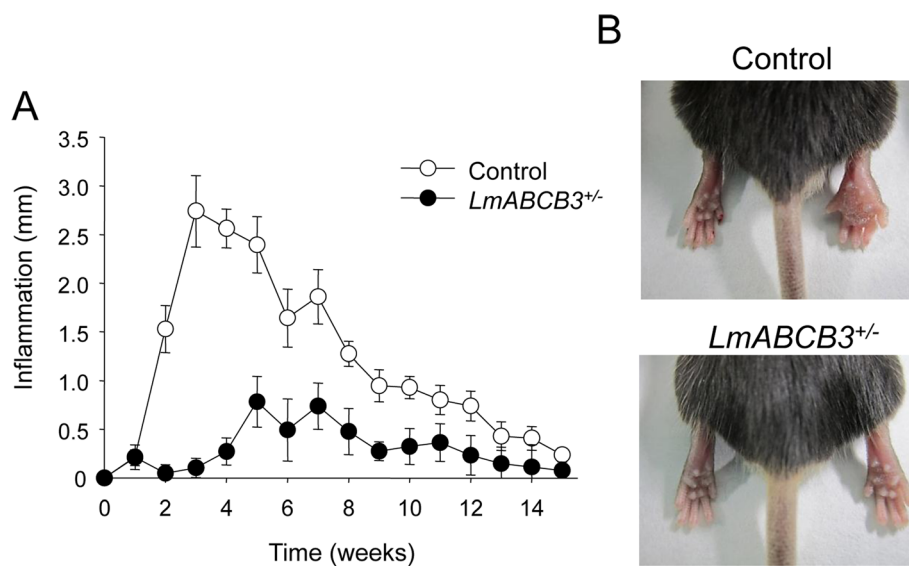 A
3.5
3.0
2.5
2.0
1.5
1.0
0.5
0
Inflammation (mm)
0 2 4 6 8 10 12 14
Time (weeks)
Control
LmABCB3+/-
B
Control
LmABCB3+/-